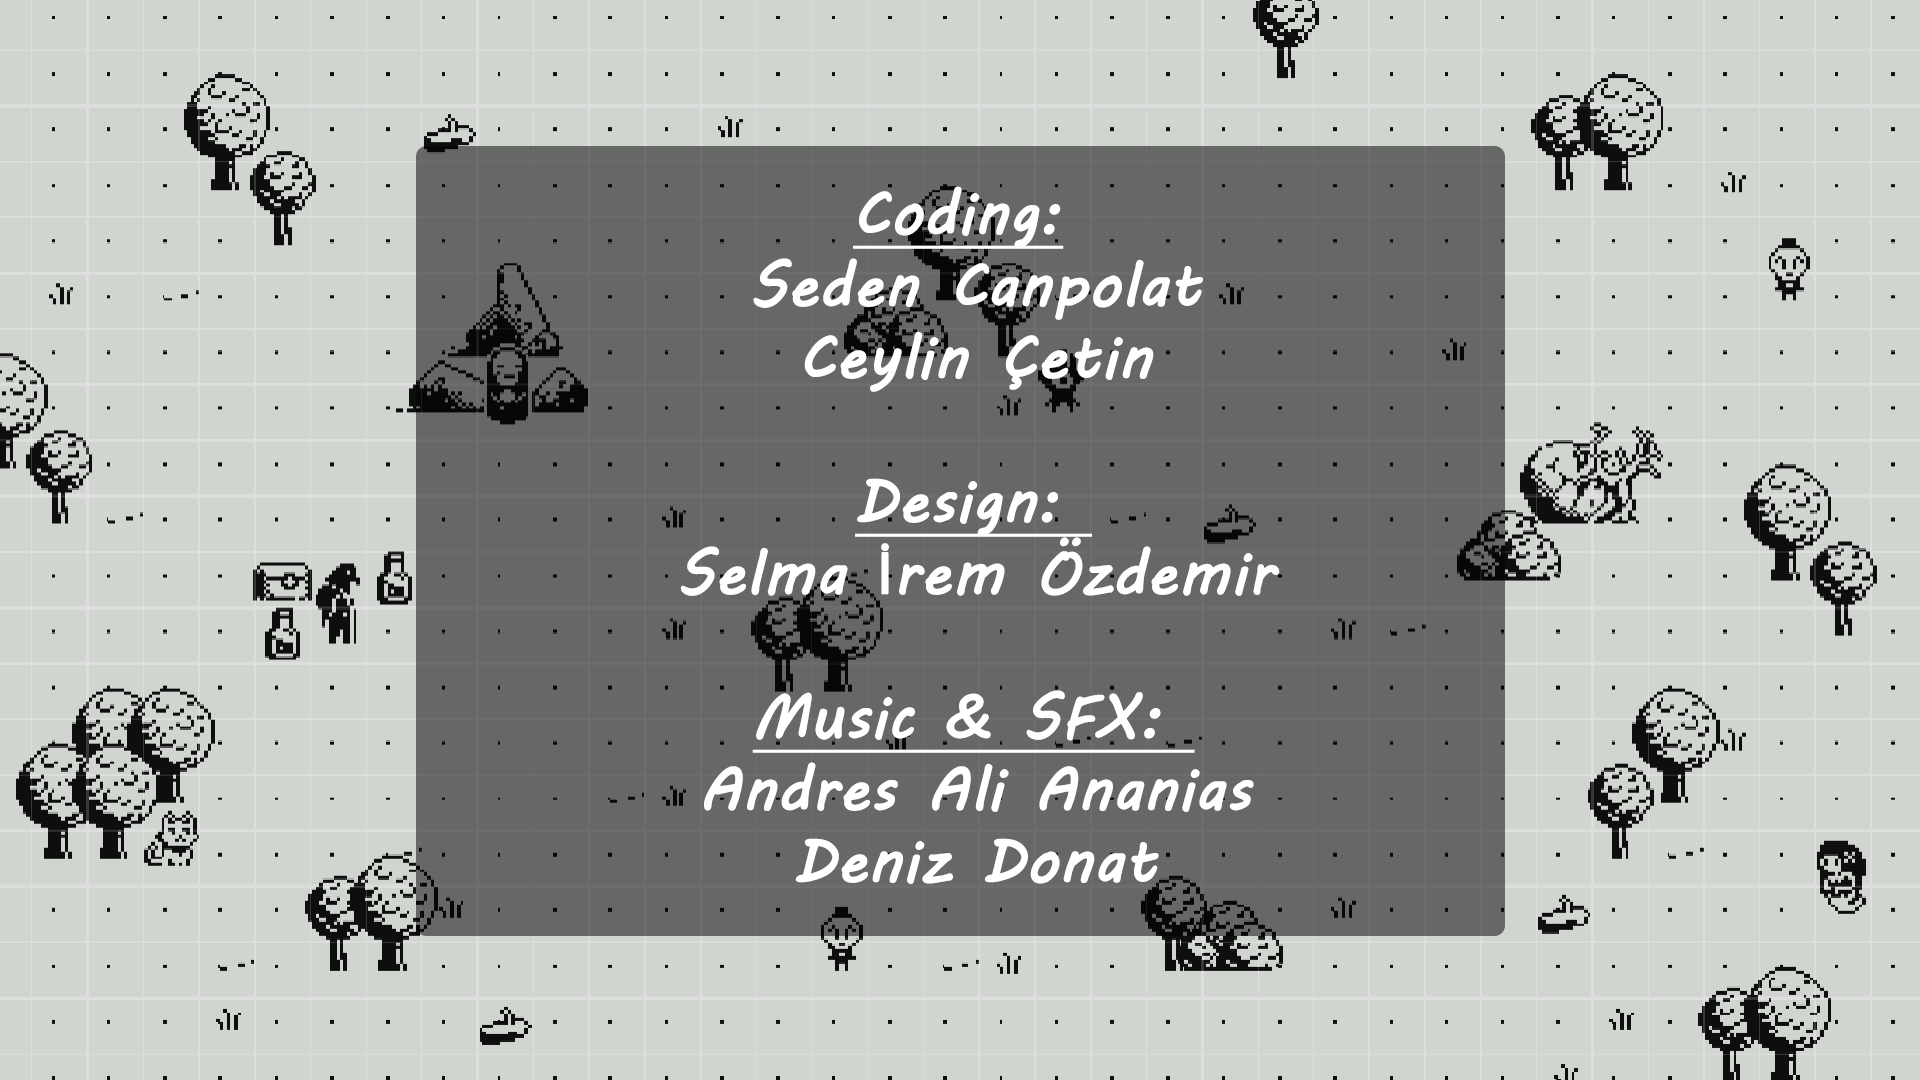 Coding:
Seden Canpolat
Ceylin Çetin
Design:
Selma İrem Özdemir
Music & SFX:
Andres Ali Ananias
Deniz Donat